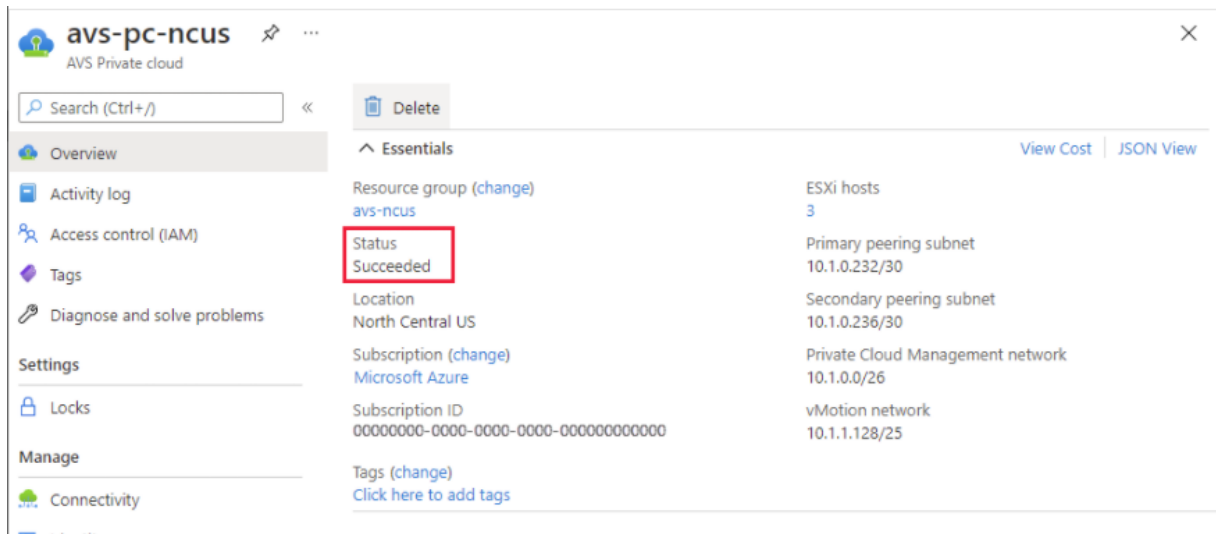 avs-pc-ncus
AVS Private cloud
Search (Ctrl+/)
Overview
Activity log
Access control (IAM)
Tags
Diagnose and solve problems
Settings
Locks
Manage
Connectivity
Delete
Essentials
View Cost
JSON View
Resource group (change)
avs-ncus
Status
Succeeded
Location
North Central US
Subscription (change)
Microsoft Azure
Subscription ID
00000000-0000-0000-0000-000000000000
Tags (change)
Click here to add tags
ESXi hosts
3
Primary peering subnet
10.1.0.232/30
Secondary peering subnet
10.1.0.236/30
Private Cloud Management network
10.1.0.0/26
vMotion network
10.1.1.128/25